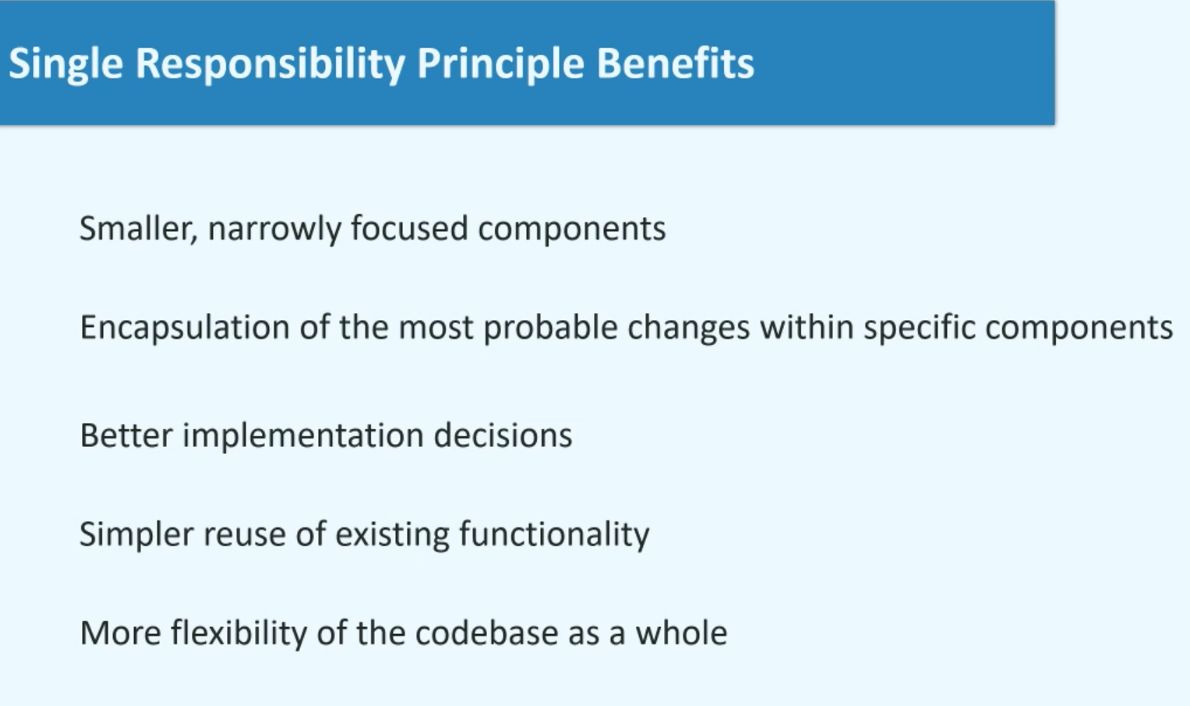 Single Responsibility Principle Benefits
Smaller, narrowly focused components
Encapsulation of the most probable changes within specific components
Better implementation decisions
Simpler reuse of existing functionality
More flexibility of the codebase as a whole